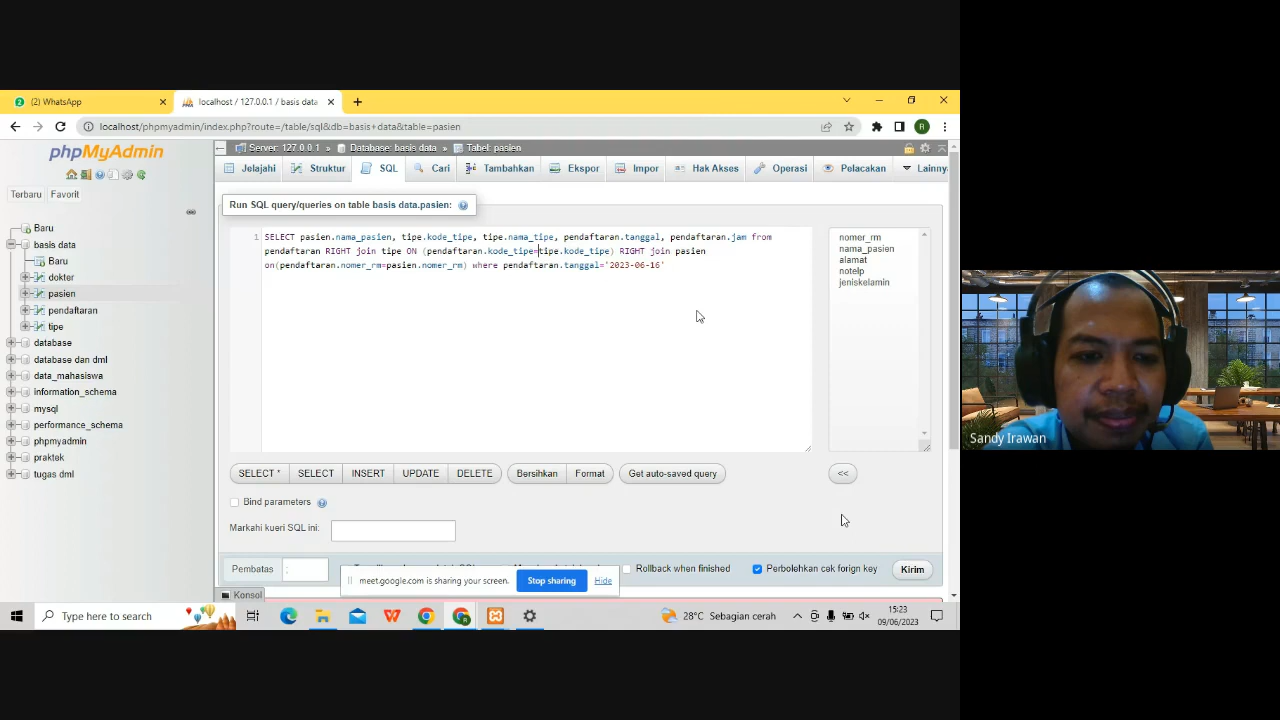 (2) WhatsApp
localhost / 127.0.0.1 / basis data
localhost/phpmyadmin/index.php?route=/table/sql&db=basis+data&table=pasien
R
phpMyAdmin
Terbaru
Favorit
Baru
basis data
Baru
dokter
pasien
pendaftaran
tipe
database
database dan dml
data_mahasiswa
information_schema
mysql
performance_schema
phpmyadmin
praktek
tugas dml
Server: 127.0.0.1 » Database: basis data » Tabel: pasien
Jelajahi Struktur SQL Cari Tambahkan Ekspor Impor Hak Akses Operasi Pelacakan Lainnya
Run SQL query/queries on table basis data.pasien:
1 SELECT pasien.nama_pasien, tipe.kode_tipe, tipe.nama_tipe, pendaftaran.tanggal, pendaftaran.jam from
pendaftaran RIGHT join tipe ON (pendaftaran.kode_tipe=tipe.kode_tipe) RIGHT join pasien
on(pendaftaran.nomer_rm=pasien.nomer_rm) where pendaftaran.tanggal='2023-06-16'
nomer_rm
nama_pasien
alamat
notelp
jeniskelamin
SELECT * SELECT INSERT UPDATE DELETE Bersihkan Format Get auto-saved query <<
Bind parameters
Markahi kueri SQL ini:
Pembatas ; Rollback when finished Perbolehkan cek forign key Kirim
meet.google.com is sharing your screen. Stop sharing Hide
Konsol
Type here to search
28°C Sebagian cerah
15:23
09/06/2023
Sandy Irawan